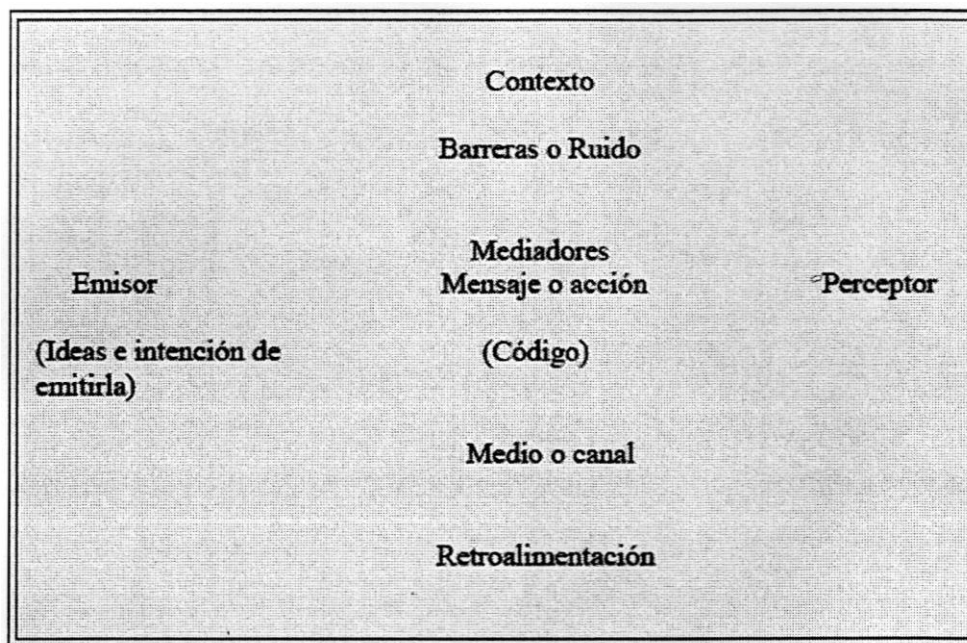 Contexto
Barreras o Ruido
Mediadores
Emisor Mensaje o acción Perceptor
(Ideas e intención de (Código)
emitirla)
Medio o canal
Retroalimentación